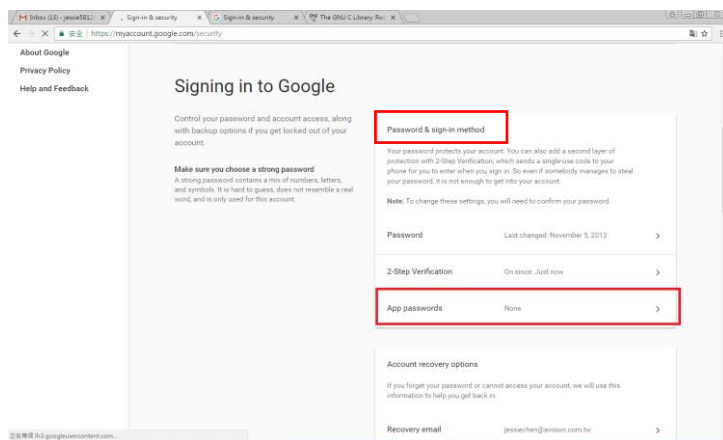 Inbox (13) - jessie5813
Sign-in & security
Sign-in & security
The GNU C Library: Re
安全 | https://myaccount.google.com/security
About Google
Privacy Policy
Help and Feedback
Signing in to Google
Control your password and account access, along
with backup options if you get locked out of your
account.
Make sure you choose a strong password
A strong password contains a mix of numbers, letters,
and symbols. It is hard to guess, does not resemble a real
word, and is only used for this account.
Password & sign-in method
Your password protects your account. You can also add a second layer of
protection with 2-Step Verification, which sends a single-use code to your
phone for you to enter when you sign in. So even if somebody manages to steal
your password, it is not enough to get into your account.
Note: To change these settings, you will need to confirm your password.
Password Last changed: November 5, 2013
2-Step Verification On since: Just now
App passwords None
Account recovery options
If you forget your password or cannot access your account, we will use this
information to help you get back in.
Recovery email jessiechen@avision.com.tw
lh3.googleusercontent.com...